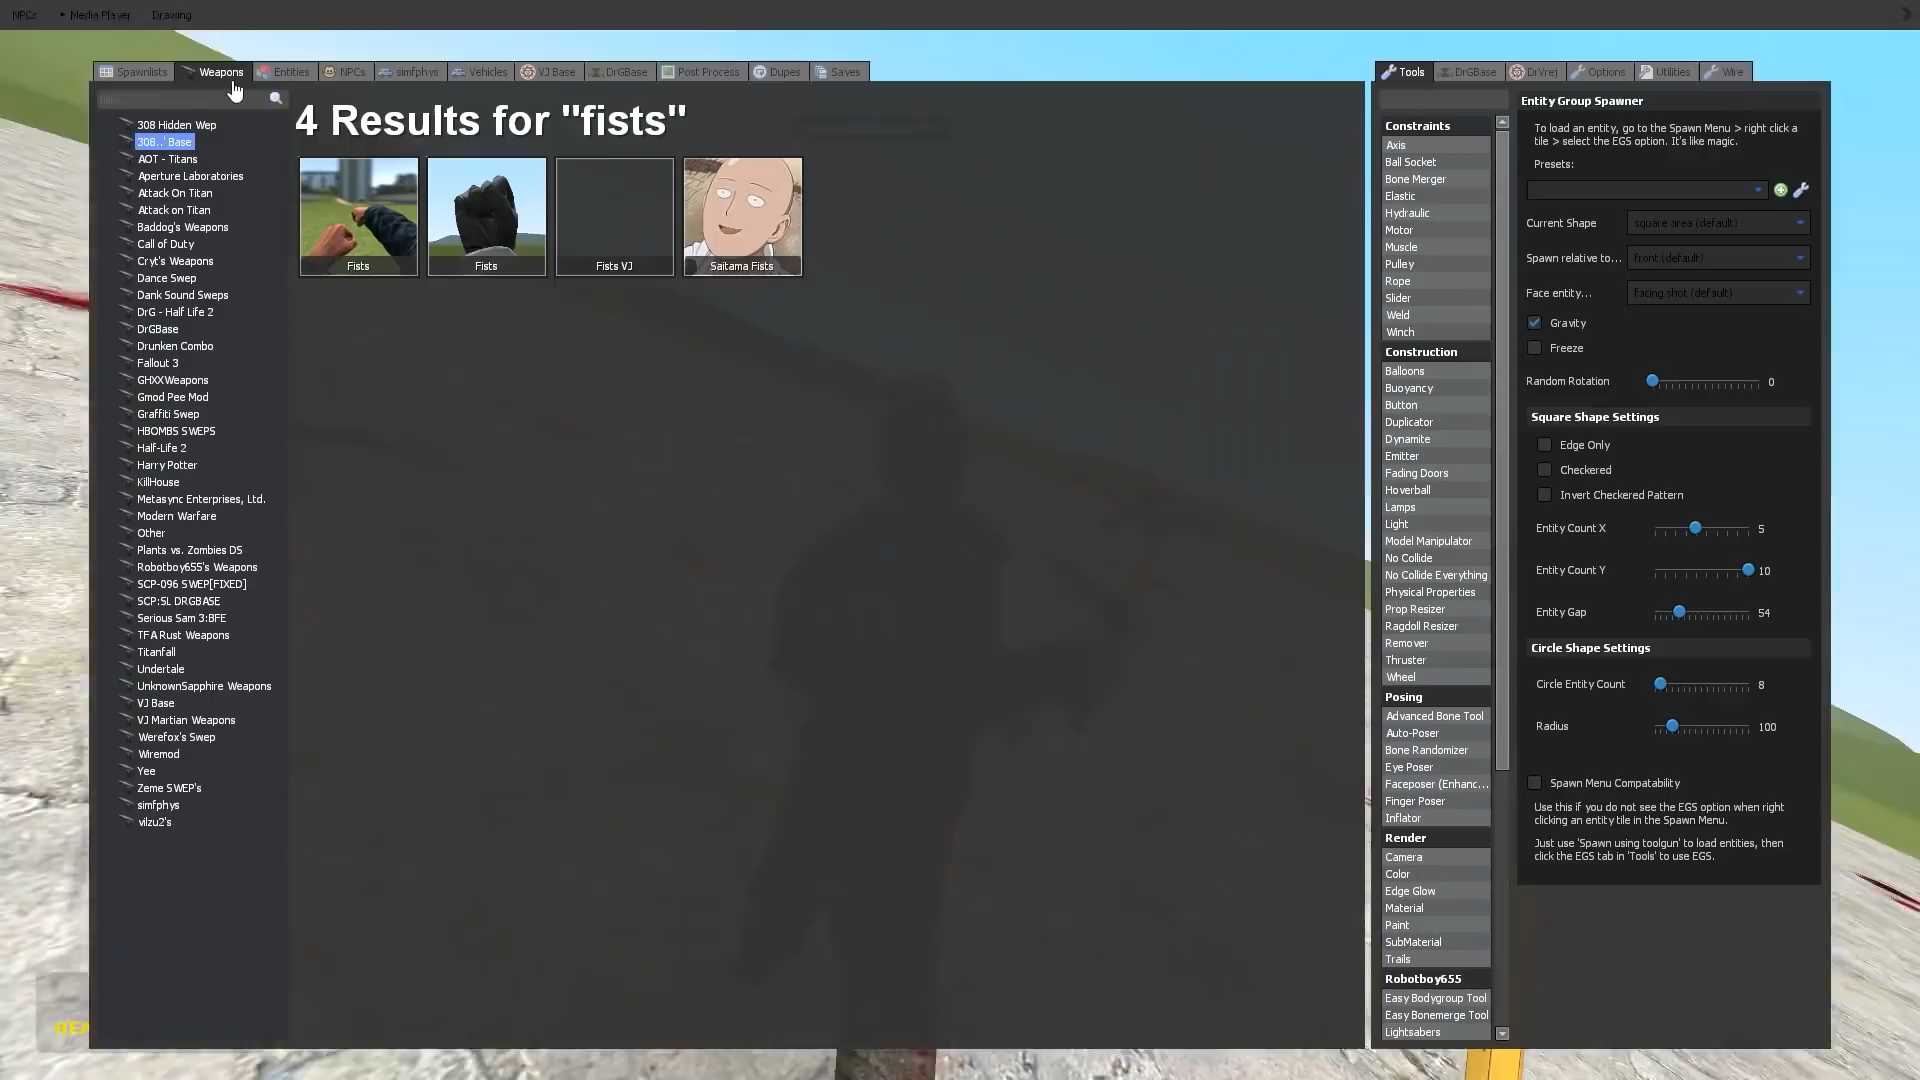 NPCs • Media Player Drawing
Spawnlists Weapons Entities NPCs simfphys Vehicles VJ Base DrGBase Post Process Dupes Saves
308 Hidden Wep
308..' Base
AOT - Titans
Aperture Laboratories
Attack On Titan
Attack on Titan
Baddog's Weapons
Call of Duty
Cryt's Weapons
Dance Swep
Dank Sound Sweps
DrG - Half Life 2
DrGBase
Drunken Combo
Fallout 3
GHXXWeapons
Gmod Pee Mod
Graffiti Swep
HBOMBS SWEPS
Half-Life 2
Harry Potter
KillHouse
Metasync Enterprises, Ltd.
Modern Warfare
Other
Plants vs. Zombies DS
Robotboy655's Weapons
SCP-096 SWEP[FIXED]
SCP:SL DRGBASE
Serious Sam 3:BFE
TFA Rust Weapons
Titanfall
Undertale
UnknownSapphire Weapons
VJ Base
VJ Martian Weapons
Werefox's Swep
Wiremod
Yee
Zeme SWEP's
simfphys
vilzu2's
4 Results for "fists"
Fists
Fists
Fists VJ
Saitama Fists
Tools DrGBase DrVrej Options Utilities Wire
Constraints
Axis
Ball Socket
Bone Merger
Elastic
Hydraulic
Motor
Muscle
Pulley
Rope
Slider
Weld
Winch
Construction
Balloons
Buoyancy
Button
Duplicator
Dynamite
Emitter
Fading Doors
Hoverball
Lamps
Light
Model Manipulator
No Collide
No Collide Everything
Physical Properties
Prop Resizer
Ragdoll Resizer
Remover
Thruster
Wheel
Posing
Advanced Bone Tool
Auto-Poser
Bone Randomizer
Eye Poser
Faceposer (Enhanc...
Finger Poser
Inflator
Render
Camera
Color
Edge Glow
Material
Paint
SubMaterial
Trails
Robotboy655
Easy Bodygroup Tool
Easy Bonemerge Tool
Lightsabers
Entity Group Spawner
To load an entity, go to the Spawn Menu > right click a
tile > select the EGS option. It's like magic.
Presets:
Current Shape square area (default)
Spawn relative to... front (default)
Face entity... facing shot (default)
Gravity
Freeze
Random Rotation 0
Square Shape Settings
Edge Only
Checkered
Invert Checkered Pattern
Entity Count X 5
Entity Count Y 10
Entity Gap 54
Circle Shape Settings
Circle Entity Count 8
Radius 100
Spawn Menu Compatability
Use this if you do not see the EGS option when right
clicking an entity tile in the Spawn Menu.
Just use 'Spawn using toolgun' to load entities, then
click the EGS tab in 'Tools' to use EGS.